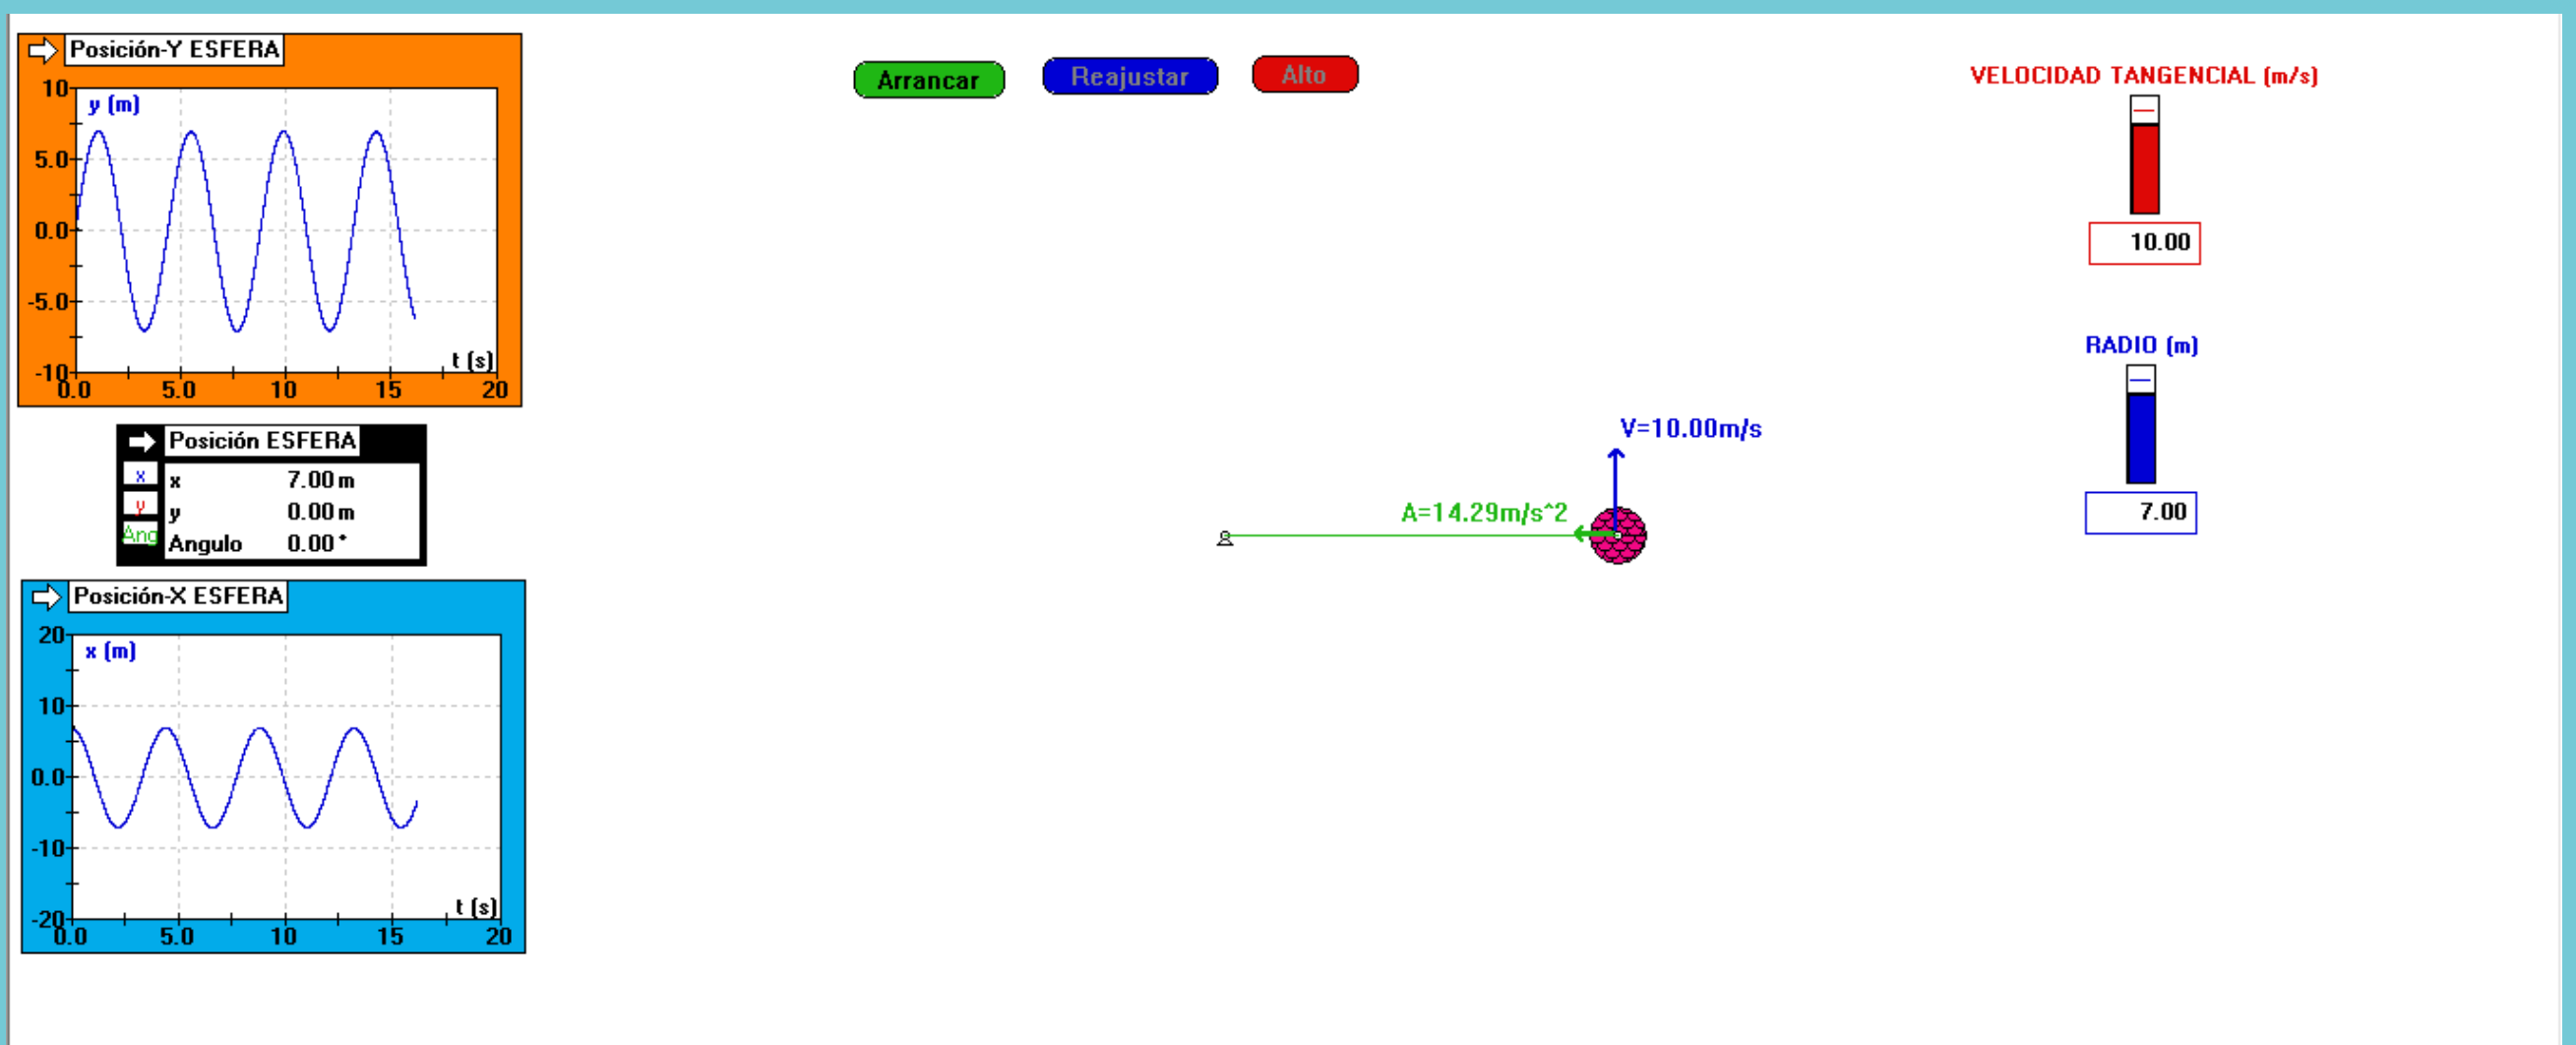 Posición-Y ESFERA
10
y (m)
5.0
0.0
-5.0
t (s)
-10
0.0 5.0 10 15 20
Posición ESFERA
x x 7.00 m
y y 0.00 m
Ang Angulo 0.00 °
Posición-X ESFERA
20
x (m)
10
0.0
-10
t (s)
-20
0.0 5.0 10 15 20
Arrancar Reajustar Alto
V=10.00m/s
A=14.29m/s^2
VELOCIDAD TANGENCIAL (m/s)
10.00
RADIO (m)
7.00